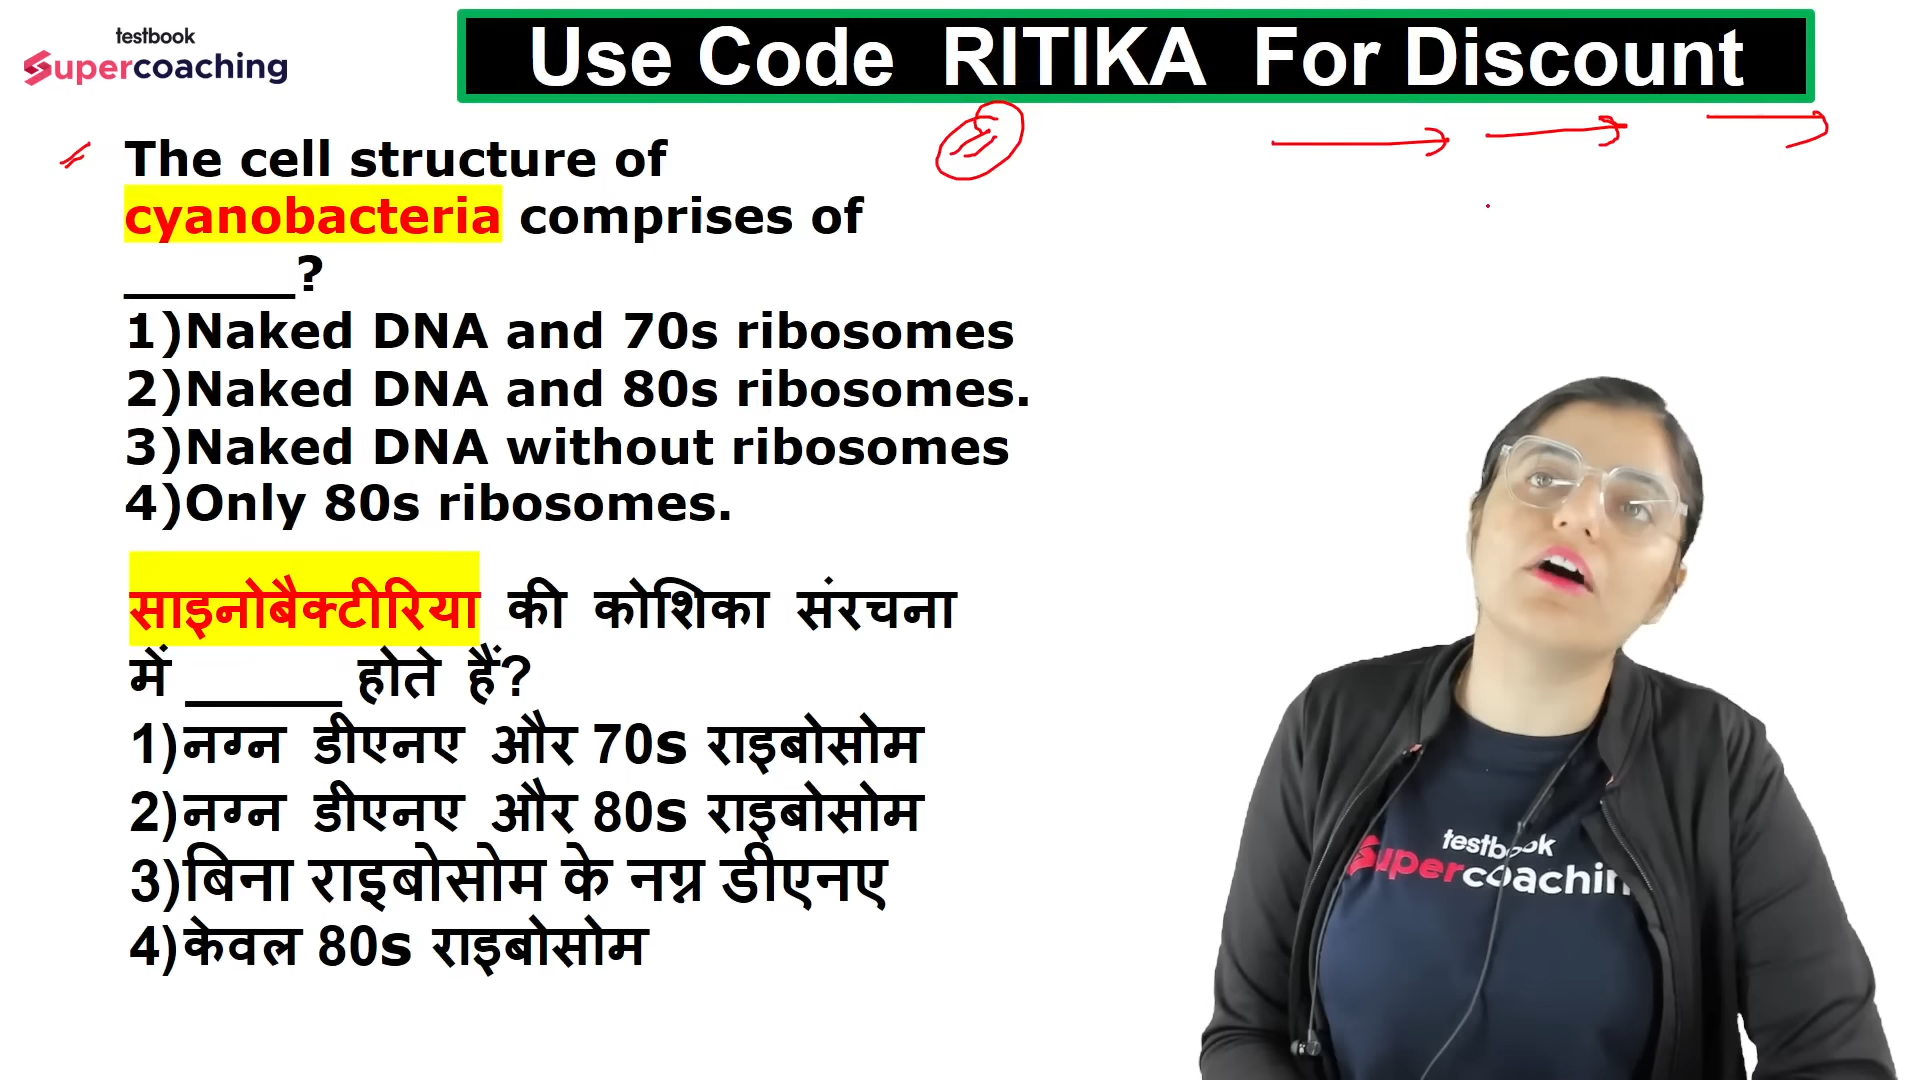 testbook
Supercoaching
Use Code RITIKA For Discount
The cell structure of
cyanobacteria comprises of
______?
1)Naked DNA and 70s ribosomes
2)Naked DNA and 80s ribosomes.
3)Naked DNA without ribosomes
4)Only 80s ribosomes.
साइनोबैक्टीरिया की कोशिका संरचना
में _____ होते हैं?
1)नग्न डीएनए और 70s राइबोसोम
2)नग्न डीएनए और 80s राइबोसोम
3)बिना राइबोसोम के नग्न डीएनए
4)केवल 80s राइबोसोम
testbook
Supercoachin